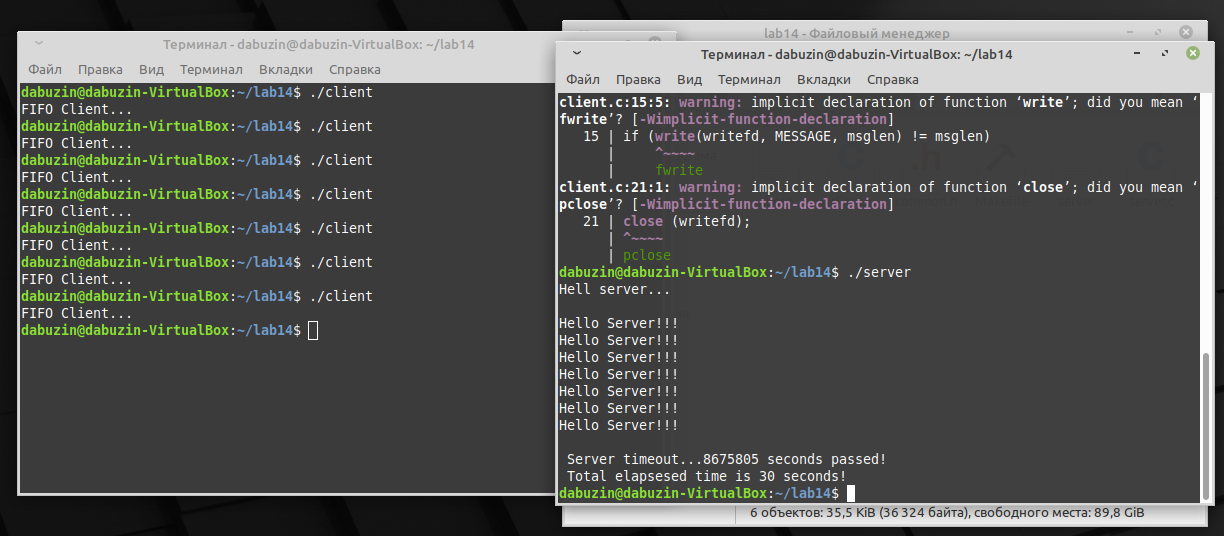 Терминал - dabuzin@dabuzin-VirtualBox: ~/lab14
Файл Правка Вид Терминал Вкладки Справка
dabuzin@dabuzin-VirtualBox:~/lab14$ ./client
FIFO Client...
dabuzin@dabuzin-VirtualBox:~/lab14$ ./client
FIFO Client...
dabuzin@dabuzin-VirtualBox:~/lab14$ ./client
FIFO Client...
dabuzin@dabuzin-VirtualBox:~/lab14$ ./client
FIFO Client...
dabuzin@dabuzin-VirtualBox:~/lab14$ ./client
FIFO Client...
dabuzin@dabuzin-VirtualBox:~/lab14$ ./client
FIFO Client...
dabuzin@dabuzin-VirtualBox:~/lab14$ ./client
FIFO Client...
dabuzin@dabuzin-VirtualBox:~/lab14$
lab14 - Файловый менеджер
Терминал - dabuzin@dabuzin-VirtualBox: ~/lab14
Файл Правка Вид Терминал Вкладки Справка
client.c:15:5: warning: implicit declaration of function ‘write’; did you mean ‘
fwrite’? [-Wimplicit-function-declaration]
15 | if (write(writefd, MESSAGE, msglen) != msglen)
| ^~~~~
| fwrite
client.c:21:1: warning: implicit declaration of function ‘close’; did you mean ‘
pclose’? [-Wimplicit-function-declaration]
21 | close (writefd);
| ^~~~~
| pclose
dabuzin@dabuzin-VirtualBox:~/lab14$ ./server
Hell server...
Hello Server!!!
Hello Server!!!
Hello Server!!!
Hello Server!!!
Hello Server!!!
Hello Server!!!
Hello Server!!!
Server timeout...8675805 seconds passed!
Total elapsesed time is 30 seconds!
dabuzin@dabuzin-VirtualBox:~/lab14$
6 объектов: 35,5 KiB (36 324 байта), свободного места: 89,8 GiB